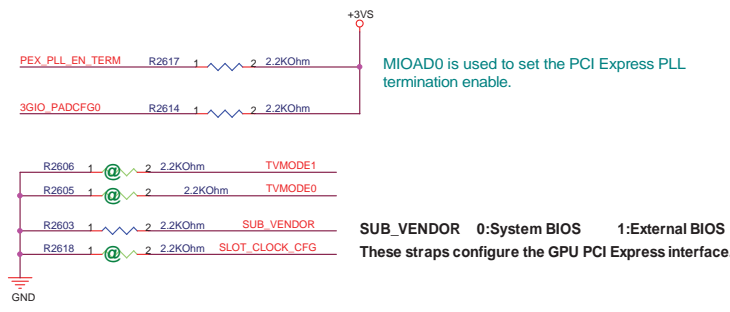 +3VS
PEX_PLL_EN_TERM R2617 1 2 2.2KOhm
MIOAD0 is used to set the PCI Express PLL
termination enable.
3GIO_PADCFG0 R2614 1 2 2.2KOhm
R2606 1 @ 2 2.2KOhm TVMODE1
R2605 1 @ 2 2.2KOhm TVMODE0
R2603 1 2 2.2KOhm SUB_VENDOR
SUB_VENDOR 0:System BIOS 1:External BIOS
R2618 1 @ 2 2.2KOhm SLOT_CLOCK_CFG
These straps configure the GPU PCI Express interface.
GND